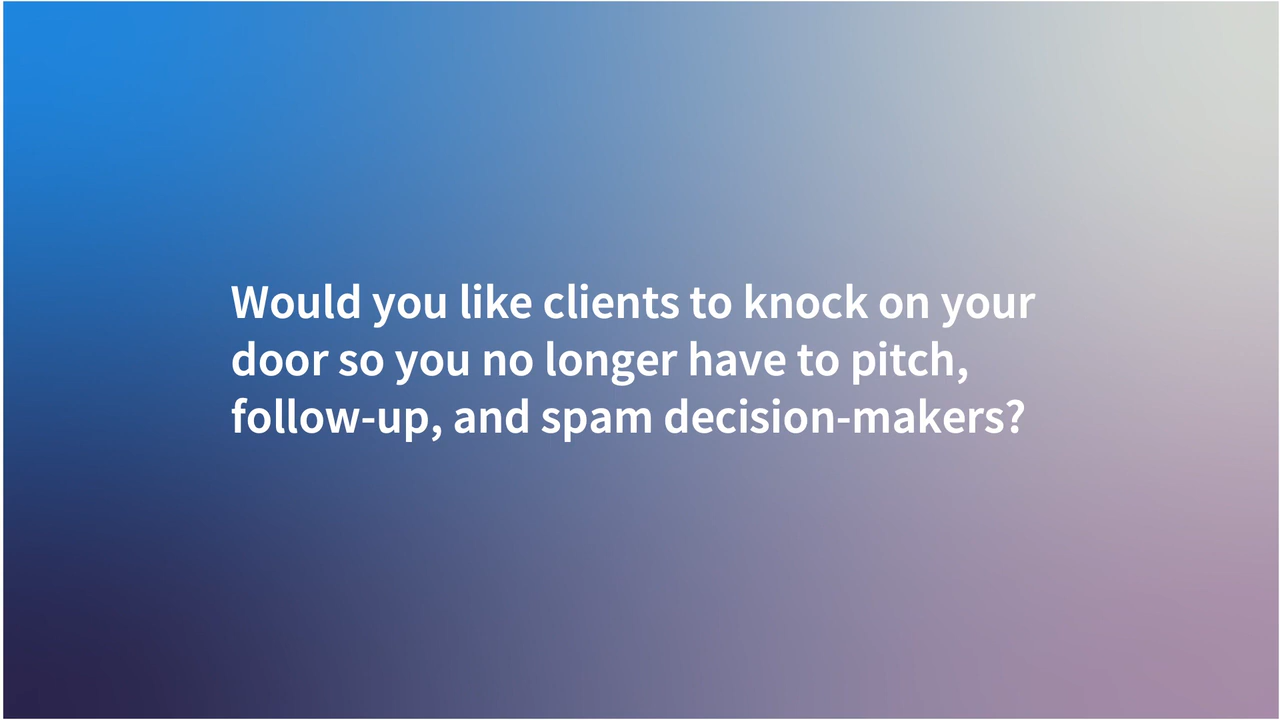 Would you like clients to knock on your
door so you no longer have to pitch,
follow-up, and spam decision-makers?